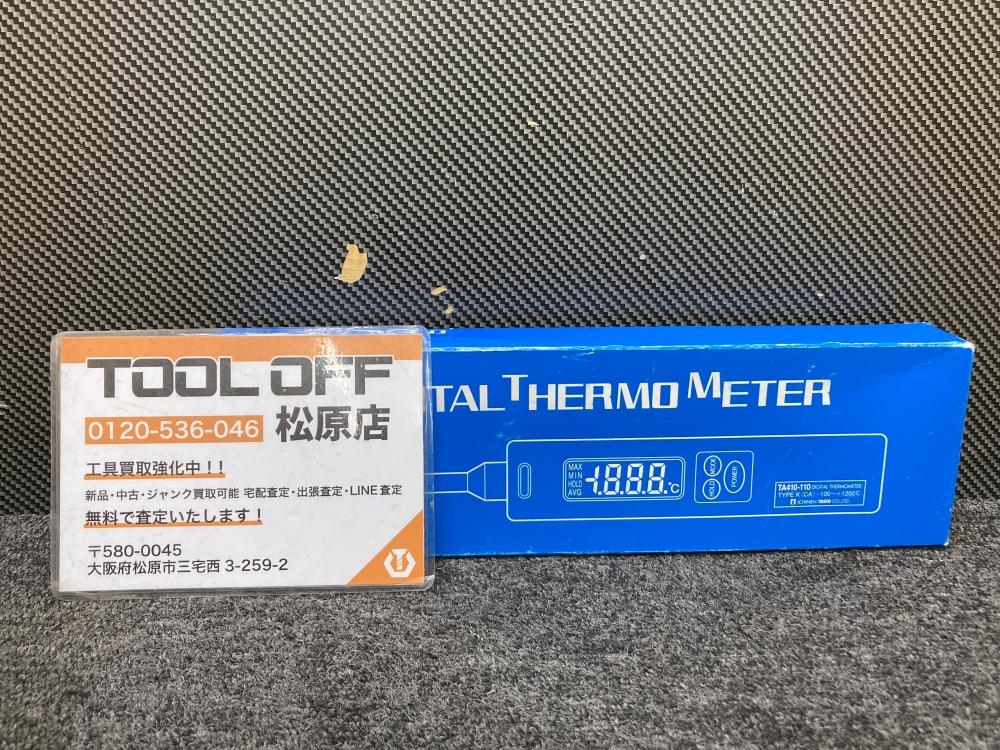 TOOL OFF
0120-536-046 松原店
工具買取強化中！！
新品・中古・ジャンク買取可能 宅配査定・出張査定・LINE査定
無料で査定いたします！
〒580-0045
大阪府松原市三宅西 3-259-2
TAL THERMO METER
MAX
MIN
HOLD
AVG
-1.8.8.8.℃
MODE
HOLD
POWER
TA410-110 DIGITAL THERMOMETER
TYPE K (CA) -100~+1200℃
ICHINEN TASCO CO.,LTD.